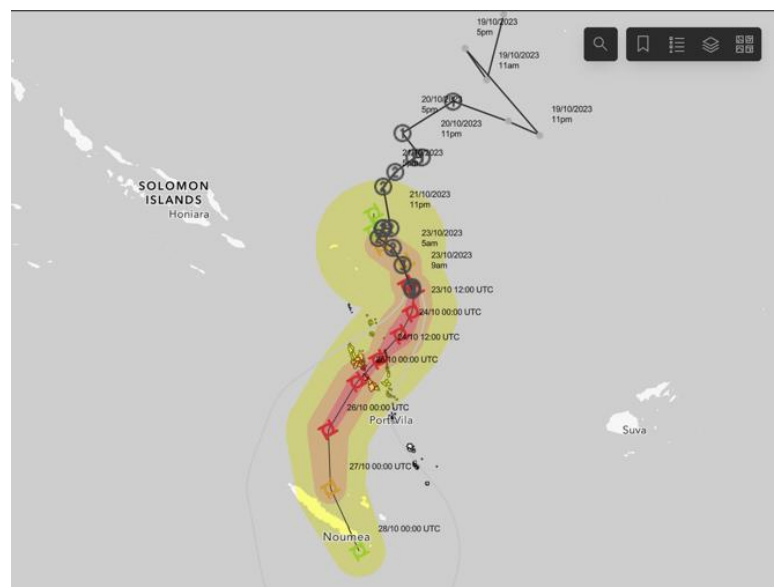 19/10/2023
5pm
19/10/2023
11am
20/10/2023
5pm
19/10/2023
11pm
20/10/2023
11pm
21/10/2023
SOLOMON
ISLANDS
Honiara
21/10/2023
11pm
23/10/2023
5am
23/10/2023
9am
23/10 12:00 UTC
24/10 00:00 UTC
24/10 12:00 UTC
25/10 00:00 UTC
26/10 00:00 UTC
Port Vila
Suva
27/10 00:00 UTC
28/10 00:00 UTC
Noumea